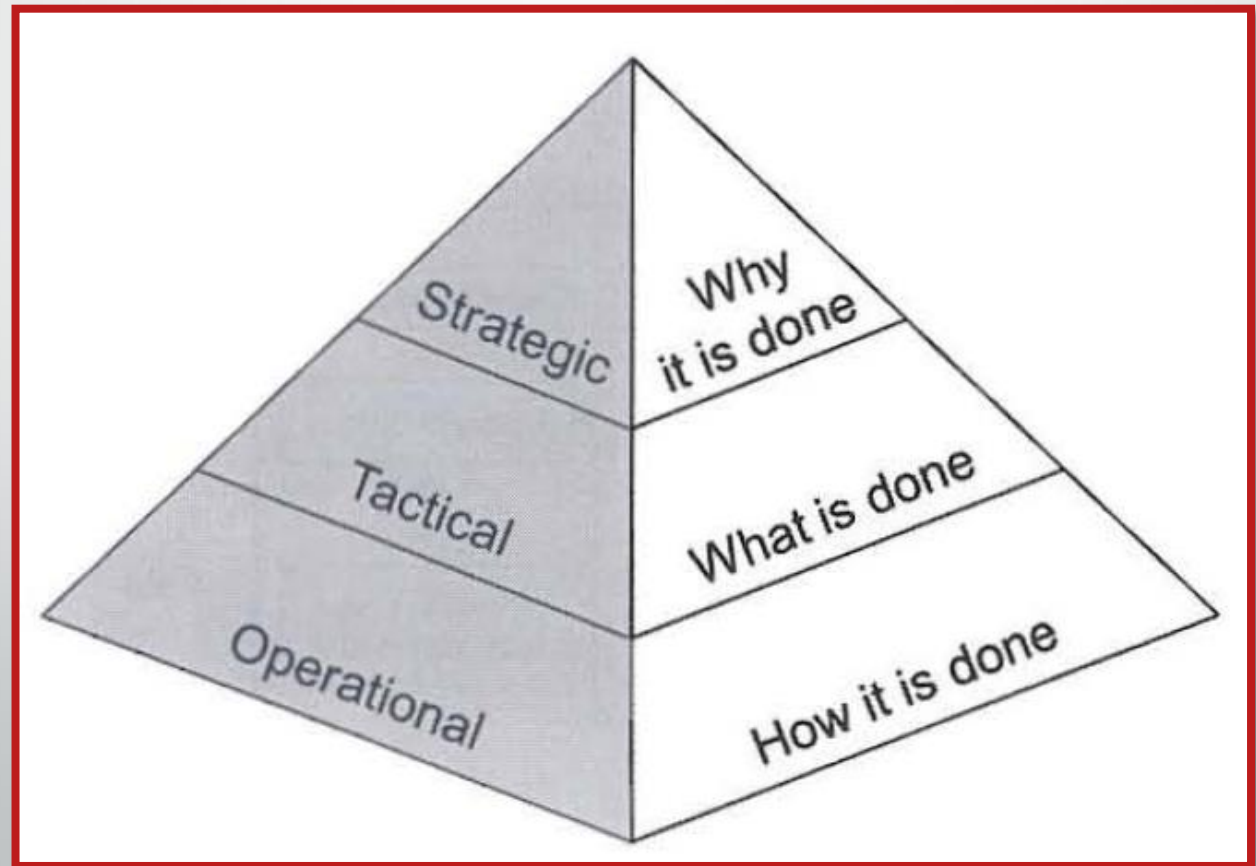 Strategic
Why
it is done
Tactical
What is done
Operational
How it is done